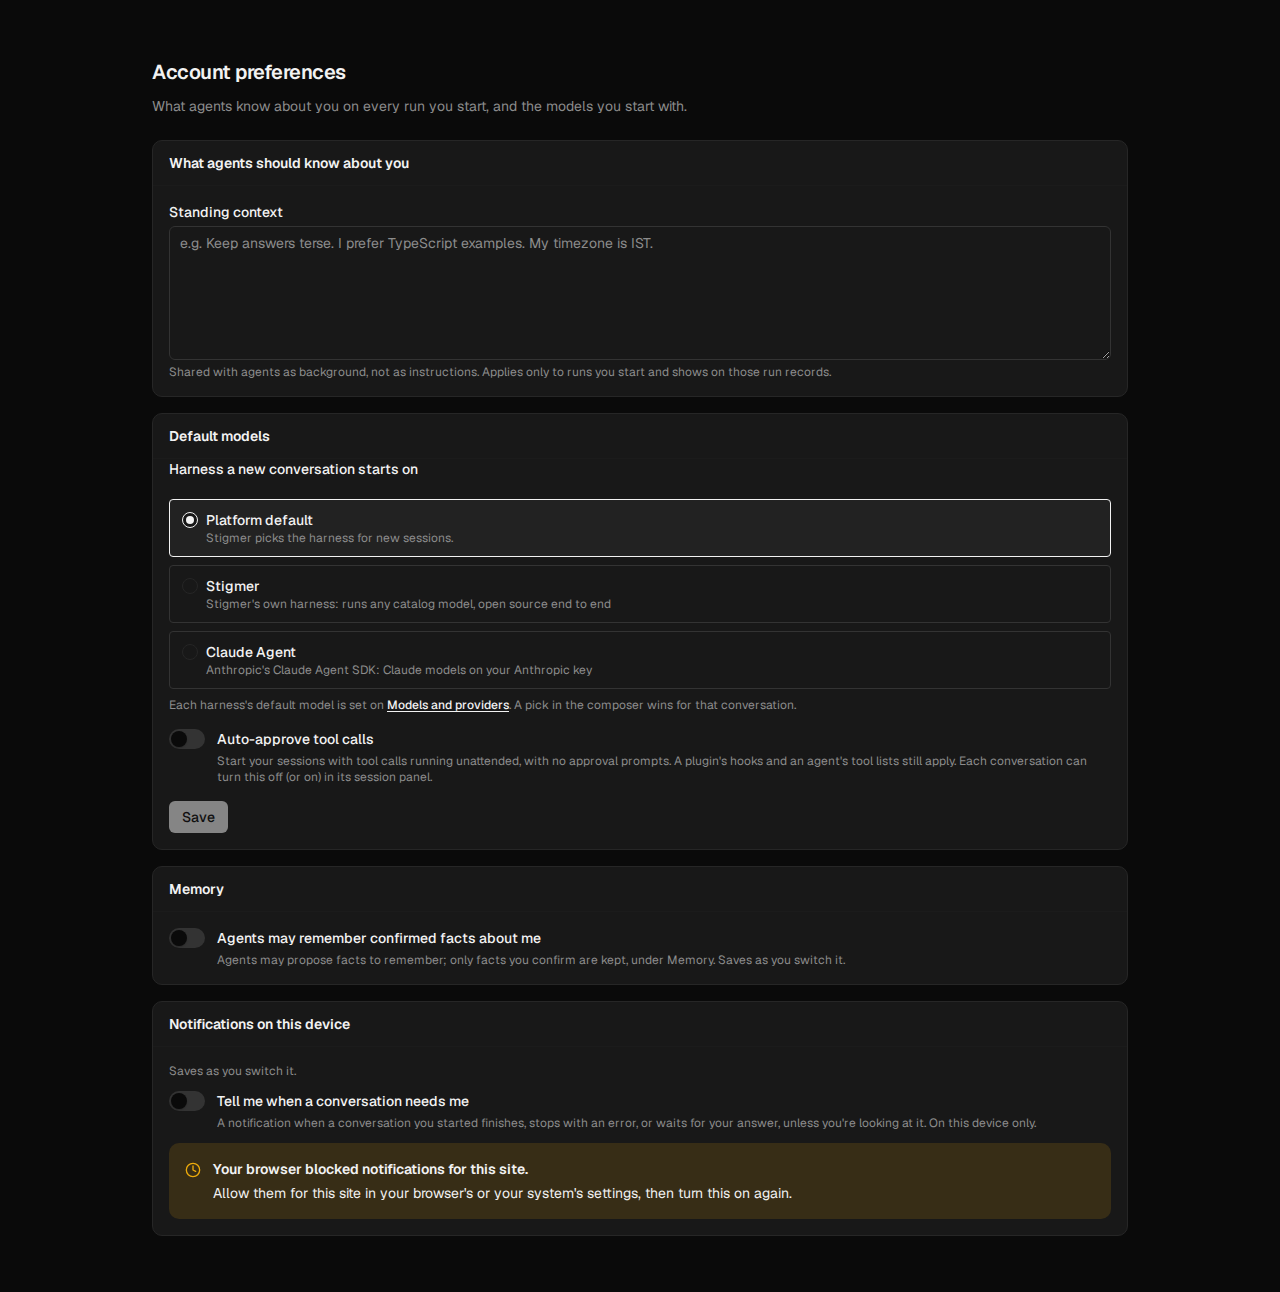 Account preferences
What agents know about you on every run you start, and the models you start with.
What agents should know about you
Standing context
e.g. Keep answers terse. I prefer TypeScript examples. My timezone is IST.
Shared with agents as background, not as instructions. Applies only to runs you start and shows on those run records.
Default models
Harness a new conversation starts on
Platform default
Stigmer picks the harness for new sessions.
Stigmer
Stigmer's own harness: runs any catalog model, open source end to end
Claude Agent
Anthropic's Claude Agent SDK: Claude models on your Anthropic key
Each harness's default model is set on Models and providers. A pick in the composer wins for that conversation.
Auto-approve tool calls
Start your sessions with tool calls running unattended, with no approval prompts. A plugin's hooks and an agent's tool lists still apply. Each conversation can
turn this off (or on) in its session panel.
Save
Memory
Agents may remember confirmed facts about me
Agents may propose facts to remember; only facts you confirm are kept, under Memory. Saves as you switch it.
Notifications on this device
Saves as you switch it.
Tell me when a conversation needs me
A notification when a conversation you started finishes, stops with an error, or waits for your answer, unless you're looking at it. On this device only.
Your browser blocked notifications for this site.
Allow them for this site in your browser's or your system's settings, then turn this on again.